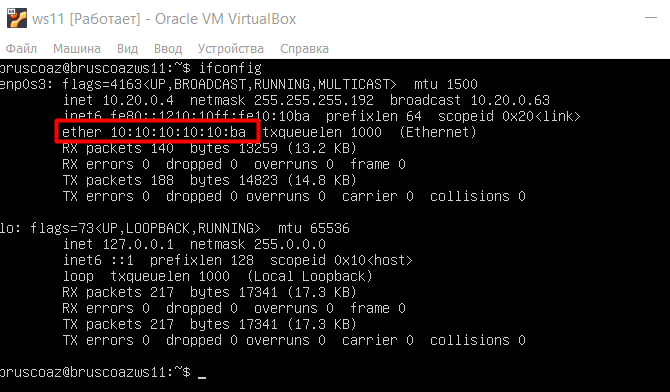 ws11 [Работает] - Oracle VM VirtualBox
Файл Машина Вид Ввод Устройства Справка
bruscoaz@bruscoazws11:~$ ifconfig
enp0s3: flags=4163<UP,BROADCAST,RUNNING,MULTICAST> mtu 1500
inet 10.20.0.4 netmask 255.255.255.192 broadcast 10.20.0.63
inet6 fe80::1210:10ff:fe10:10ba prefixlen 64 scopeid 0x20<link>
ether 10:10:10:10:10:ba txqueuelen 1000 (Ethernet)
RX packets 140 bytes 13259 (13.2 KB)
RX errors 0 dropped 0 overruns 0 frame 0
TX packets 188 bytes 14823 (14.8 KB)
TX errors 0 dropped 0 overruns 0 carrier 0 collisions 0
lo: flags=73<UP,LOOPBACK,RUNNING> mtu 65536
inet 127.0.0.1 netmask 255.0.0.0
inet6 ::1 prefixlen 128 scopeid 0x10<host>
loop txqueuelen 1000 (Local Loopback)
RX packets 217 bytes 17341 (17.3 KB)
RX errors 0 dropped 0 overruns 0 frame 0
TX packets 217 bytes 17341 (17.3 KB)
TX errors 0 dropped 0 overruns 0 carrier 0 collisions 0
bruscoaz@bruscoazws11:~$ _